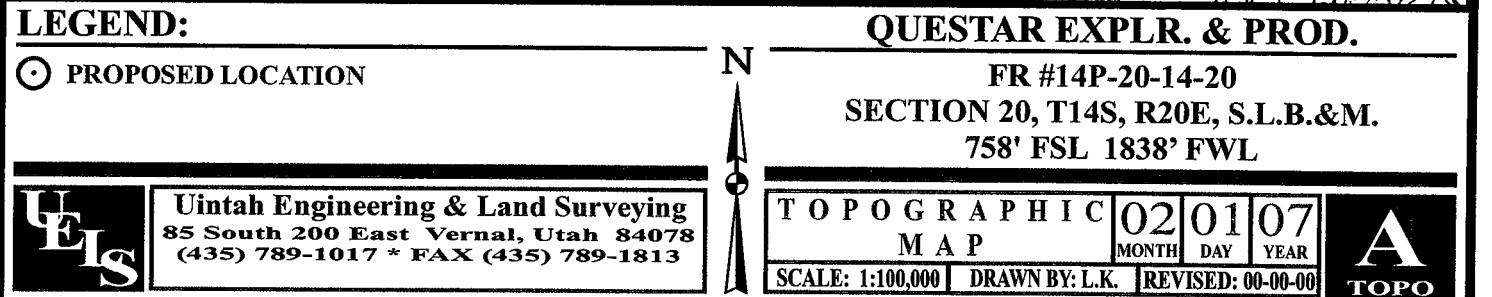 LEGEND:
PROPOSED LOCATION
N
QUESTAR EXPLR. & PROD.
FR #14P-20-14-20
SECTION 20, T14S, R20E, S.L.B.&M.
758' FSL 1838' FWL
UELS
Uintah Engineering & Land Surveying
85 South 200 East Vernal, Utah 84078
(435) 789-1017 * FAX (435) 789-1813
TOPOGRAPHIC
MAP
02 01 07
MONTH DAY YEAR
SCALE: 1:100,000 DRAWN BY: L.K. REVISED: 00-00-00
A
TOPO